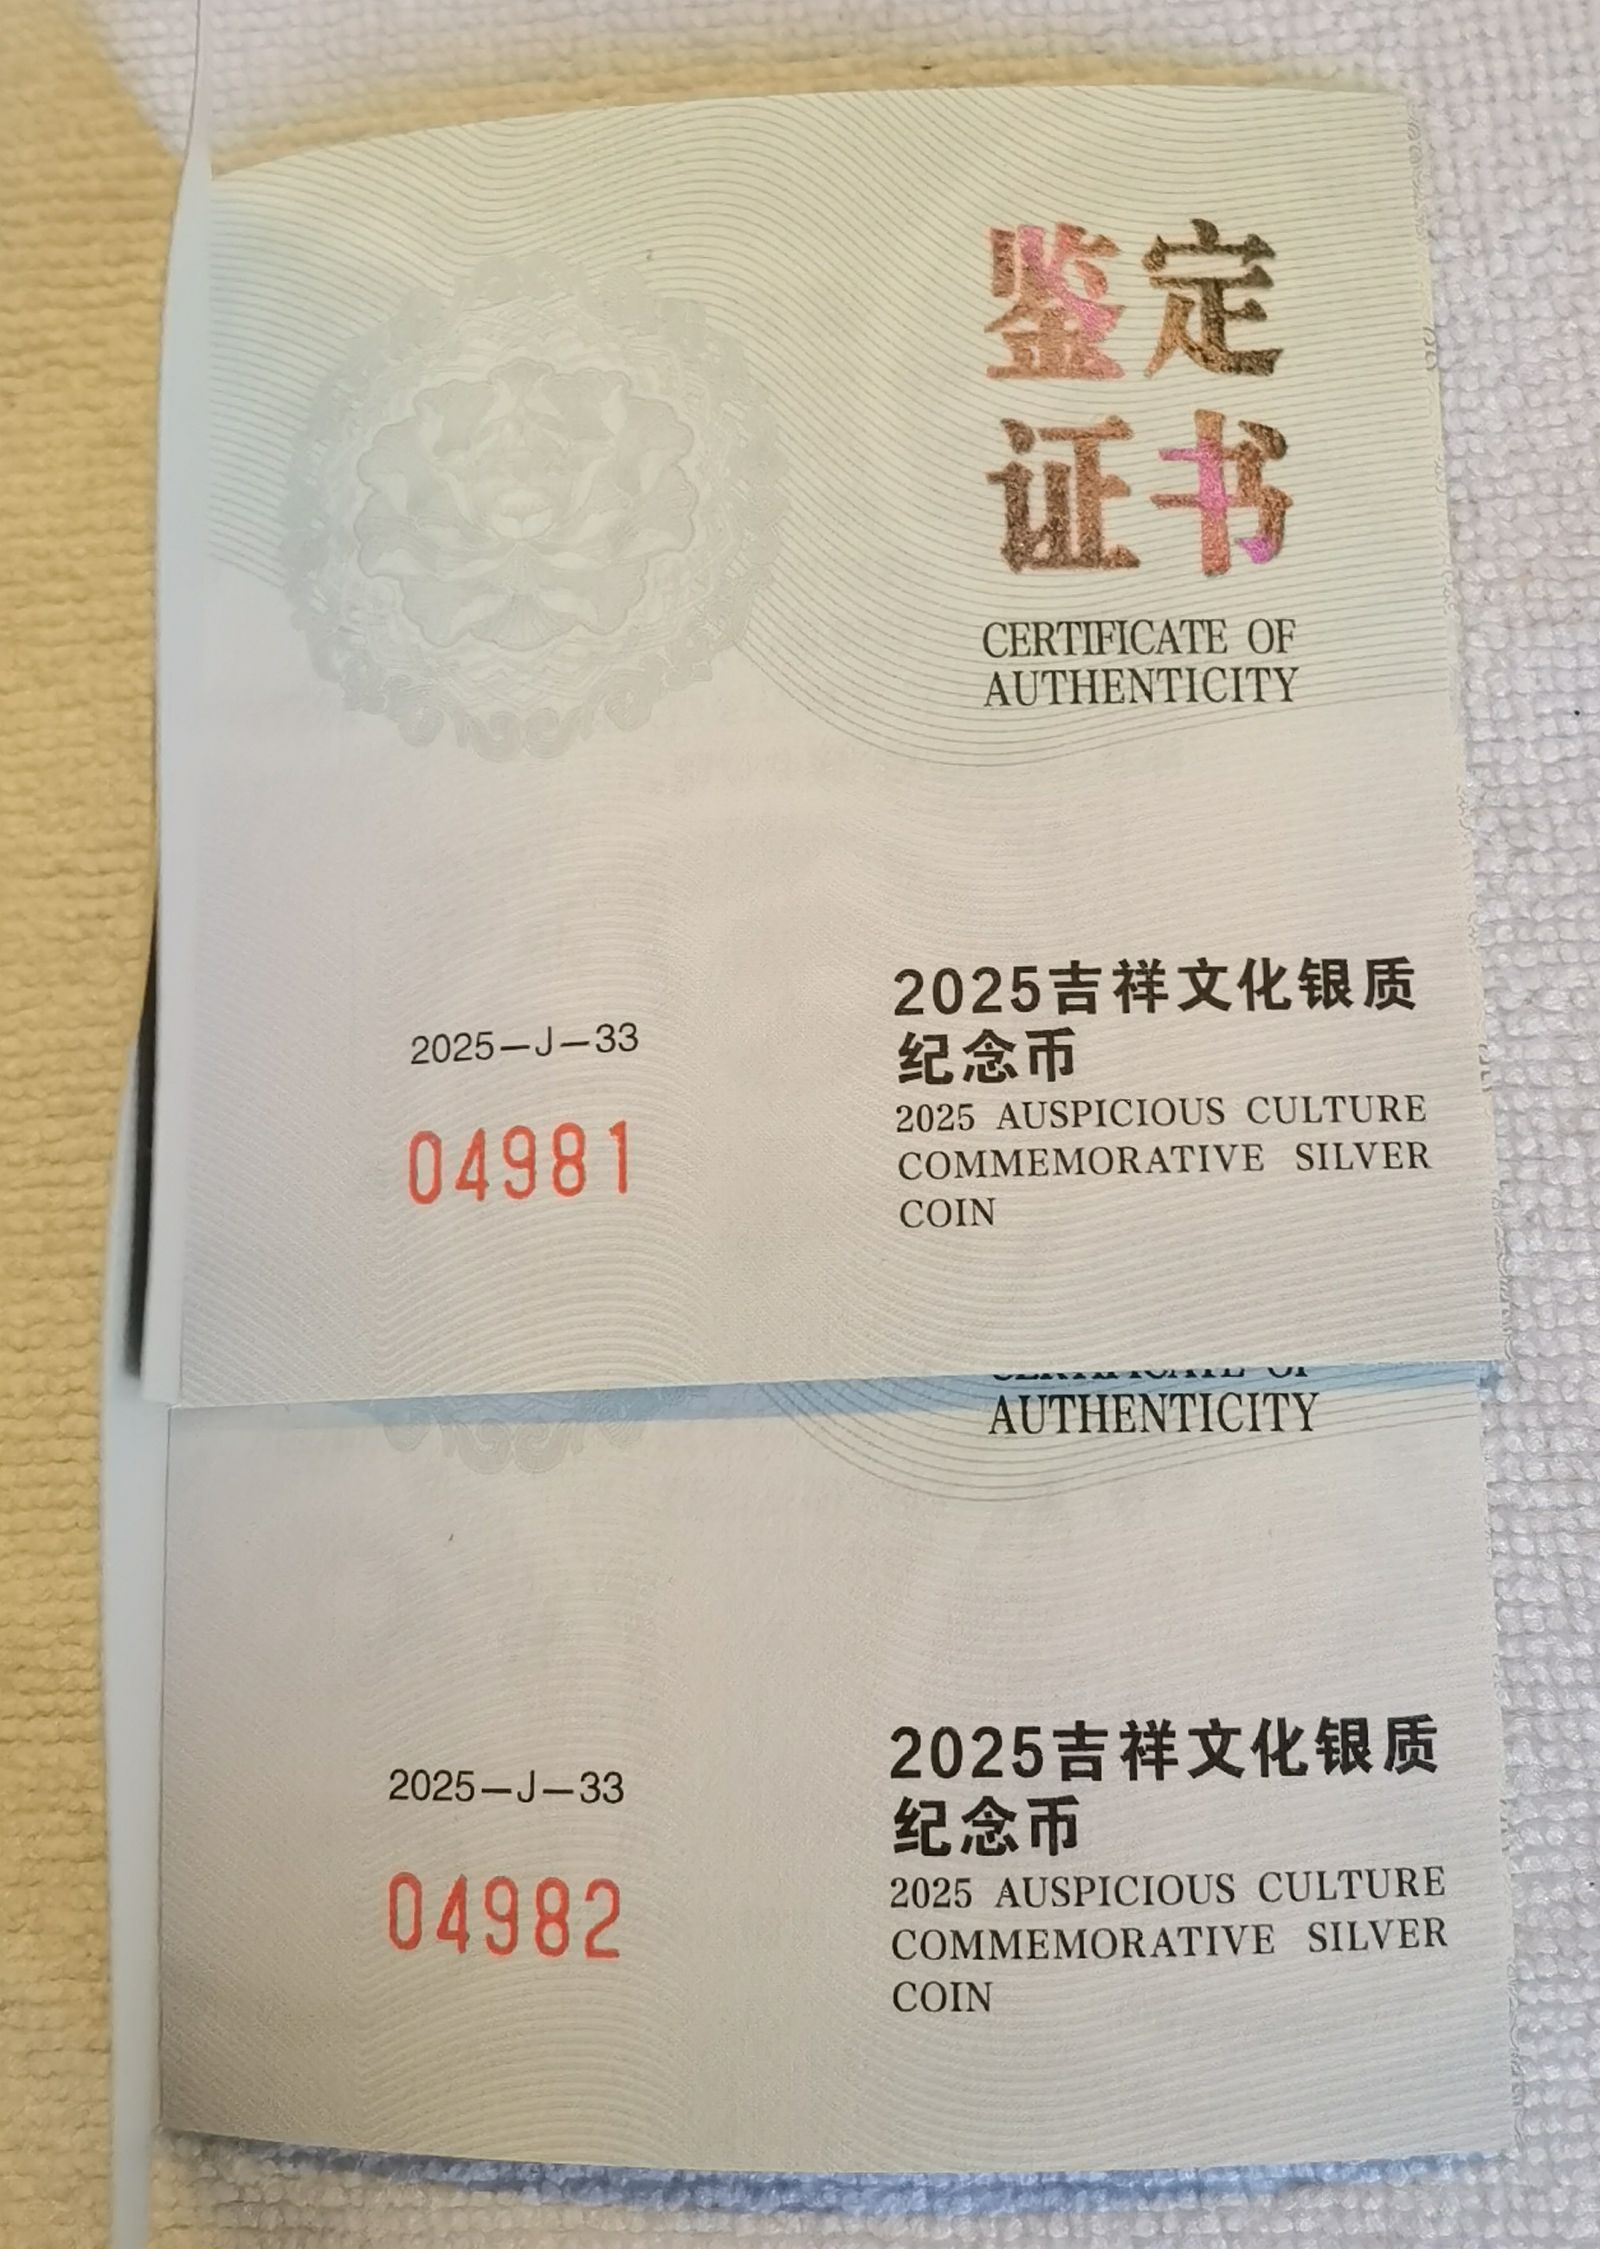 鉴定
证书
CERTIFICATE OF
AUTHENTICITY
2025吉祥文化银质
纪念币
2025 AUSPICIOUS CULTURE
COMMEMORATIVE SILVER
COIN
2025—J—33
04981
CERTIFICATE OF
AUTHENTICITY
2025吉祥文化银质
纪念币
2025 AUSPICIOUS CULTURE
COMMEMORATIVE SILVER
COIN
2025—J—33
04982